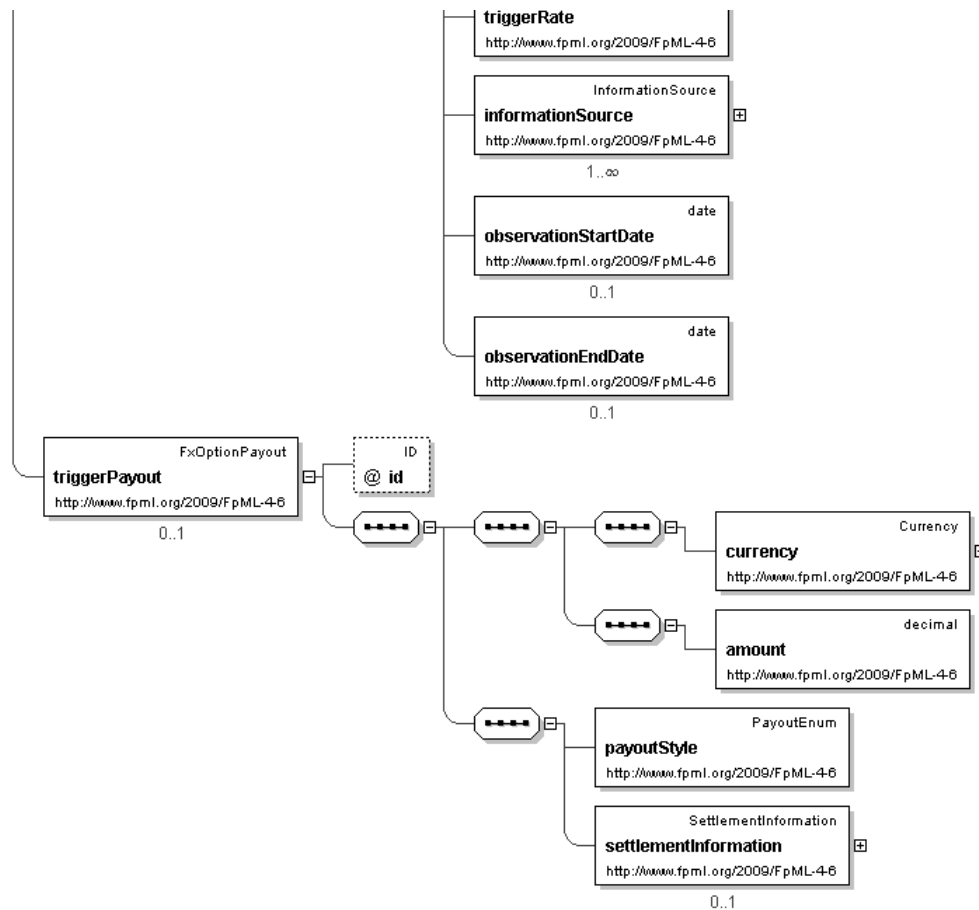 triggerRate
http://www.fpml.org/2009/FpML-4-6
InformationSource
informationSource
http://www.fpml.org/2009/FpML-4-6
1..∞
date
observationStartDate
http://www.fpml.org/2009/FpML-4-6
0..1
date
observationEndDate
http://www.fpml.org/2009/FpML-4-6
0..1
FxOptionPayout
triggerPayout
http://www.fpml.org/2009/FpML-4-6
0..1
ID
@ id
Currency
currency
http://www.fpml.org/2009/FpML-4-6
decimal
amount
http://www.fpml.org/2009/FpML-4-6
PayoutEnum
payoutStyle
http://www.fpml.org/2009/FpML-4-6
SettlementInformation
settlementInformation
http://www.fpml.org/2009/FpML-4-6
0..1